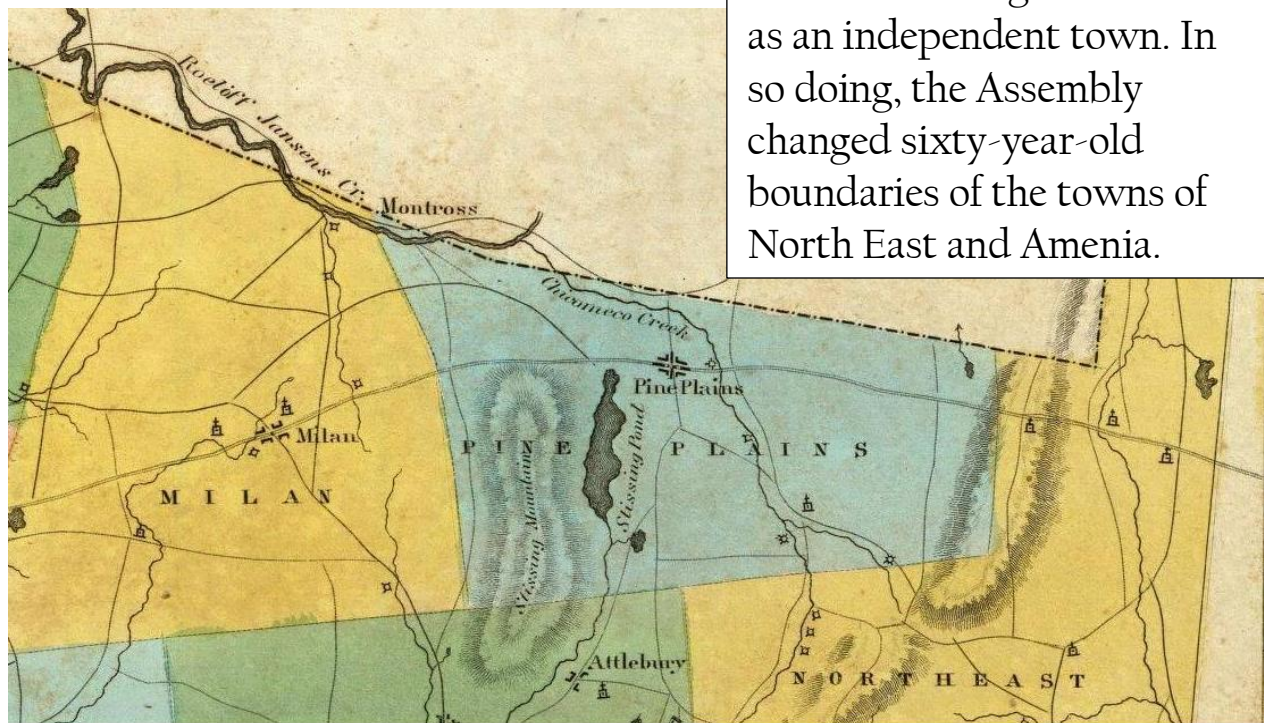 as an independent town. In
so doing, the Assembly
changed sixty-year-old
boundaries of the towns of
North East and Amenia.
Roeliff Jansens Cr.
Montross
Chicomeco Creek
Pine Plains
Milan
PINE PLAINS
Stissing Pond
Stissing Mountain
MILAN
Attlebury
NORTHEAST